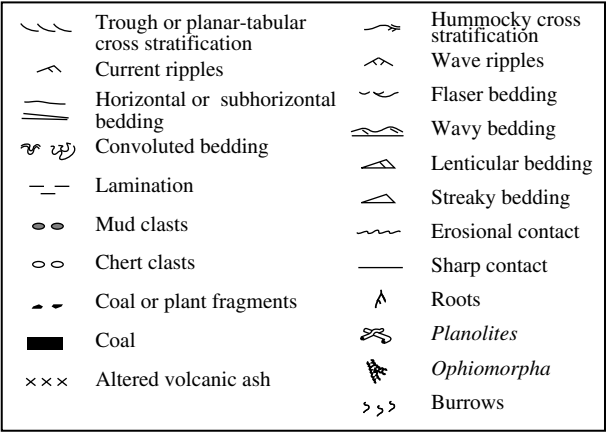 Trough or planar-tabular
cross stratification
Current ripples
Horizontal or subhorizontal
bedding
Convoluted bedding
Lamination
Mud clasts
Chert clasts
Coal or plant fragments
Coal
Altered volcanic ash
Hummocky cross
stratification
Wave ripples
Flaser bedding
Wavy bedding
Lenticular bedding
Streaky bedding
Erosional contact
Sharp contact
Roots
Planolites
Ophiomorpha
Burrows